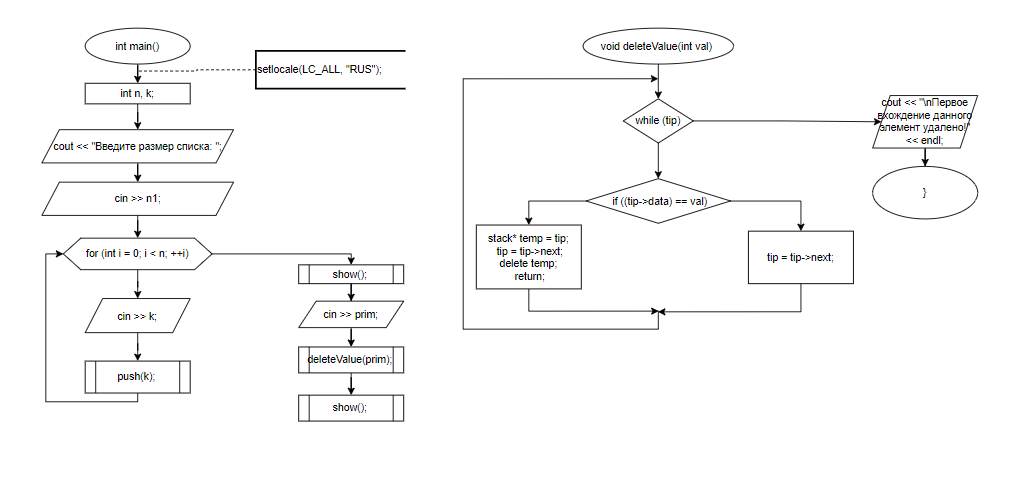 int main()
setlocale(LC_ALL, "RUS");
int n, k;
cout << "Введите размер списка: ";
cin >> n1;
for (int i = 0; i < n; ++i)
cin >> k;
push(k);
show();
cin >> prim;
deleteValue(prim);
show();
void deleteValue(int val)
while (tip)
cout << "\nПервое
вхождение данного
элемент удалено!"
<< endl;
}
if ((tip->data) == val)
stack* temp = tip;
tip = tip->next;
delete temp;
return;
tip = tip->next;